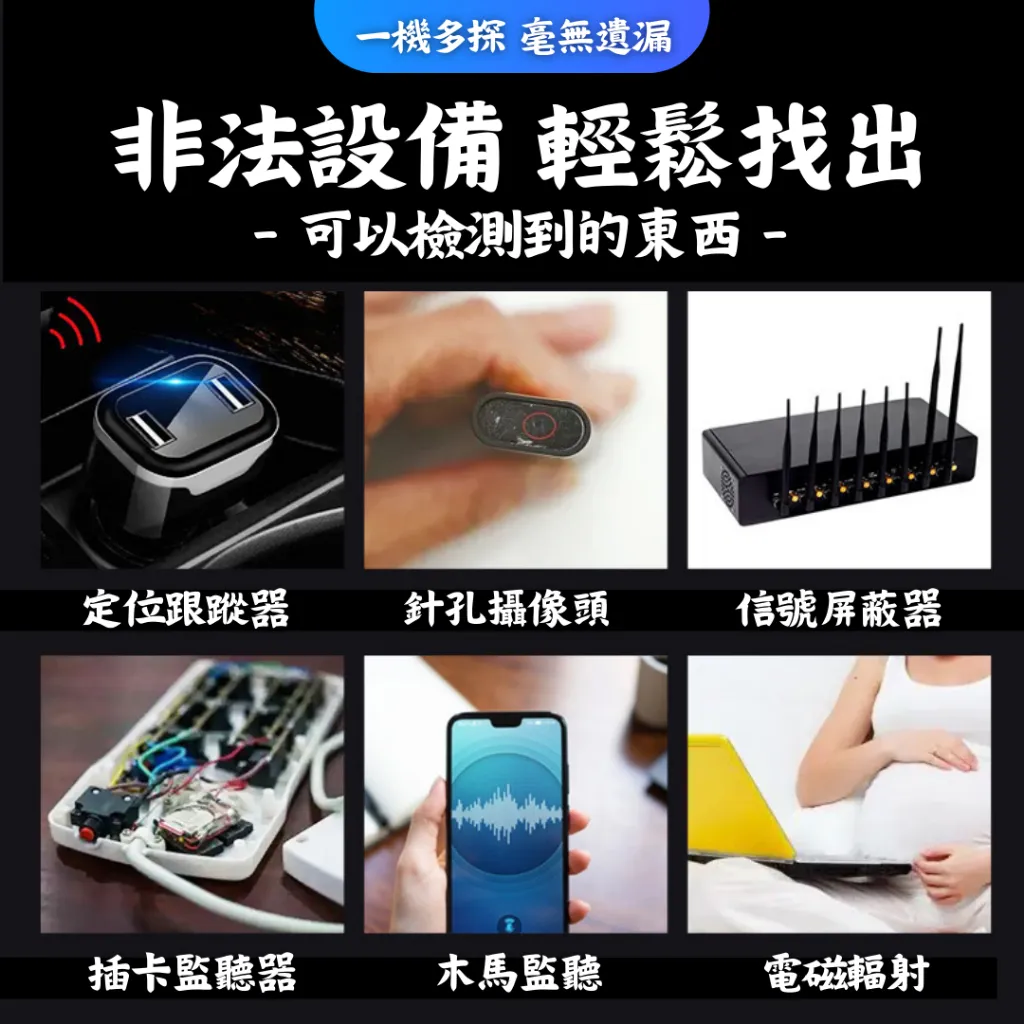 一機多探 毫無遺漏
非法設備 輕鬆找出
- 可以檢測到的東西 -
定位跟蹤器
針孔攝像頭
信號屏蔽器
插卡監聽器
木馬監聽
電磁輻射